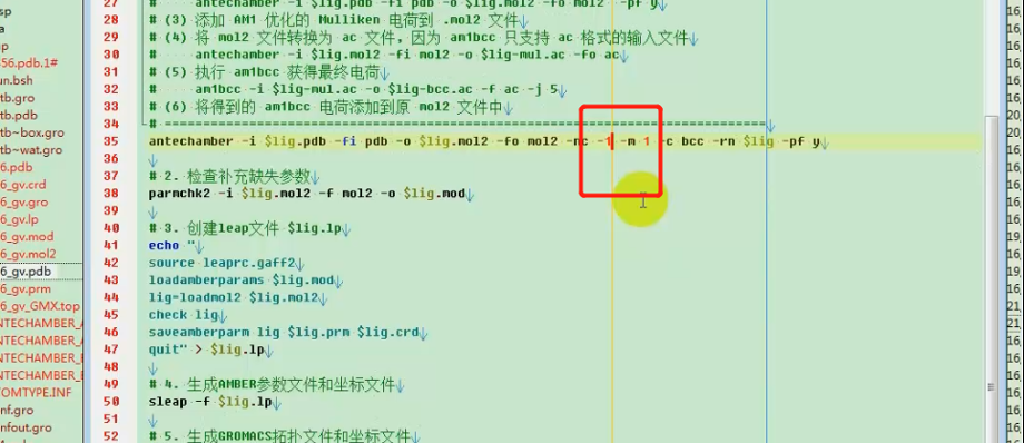 sp
a
p
56.pdb.1#
un.bsh
tb.gro
tb.pdb
tb~box.gro
tb~wat.gro
6.pdb
6_gv.crd
6_gv.gro
6_gv.lp
6_gv.mod
6_gv.mol2
6_gv.pdb
6_gv.prm
6_gv_GMX.top
NTECHAMBER_
NTECHAMBER_
NTECHAMBER_
NTECHAMBER_
TOMTYPE.INF
nf.gro
nfout.gro
27 # antechamber -i $lig.pdb -fi pdb -o $lig.mol2 -fo mol2 -pf y
28 # (3) 添加 AM1 优化的 Mulliken 电荷到 .mol2 文件
29 # (4) 将 mol2 文件转换为 ac 文件。因为 am1bcc 只支持 ac 格式的输入文件
30 # antechamber -i $lig.mol2 -fi mol2 -o $lig-mul.ac -fo ac
31 # (5) 执行 am1bcc 获得最终电荷
32 # am1bcc -i $lig-mul.ac -o $lig-bcc.ac -f ac -j 5
33 # (6) 将得到的 am1bcc 电荷添加到原 mol2 文件中
34 # ==============================================================================
35 antechamber -i $lig.pdb -fi pdb -o $lig.mol2 -fo mol2 -nc -1 -m 1 -c bcc -rn $lig -pf y
36
37 # 2. 检查补充缺失参数
38 parmchk2 -i $lig.mol2 -f mol2 -o $lig.mod
39
40 # 3. 创建leap文件 $lig.lp
41 echo "
42 source leaprc.gaff2
43 loadamberparams $lig.mod
44 lig=loadmol2 $lig.mol2
45 check lig
46 saveamberparm lig $lig.prm $lig.crd
47 quit" > $lig.lp
48
49 # 4. 生成AMBER参数文件和坐标文件
50 sleap -f $lig.lp
51
52 # 5. 生成GROMACS拓扑文件和坐标文件